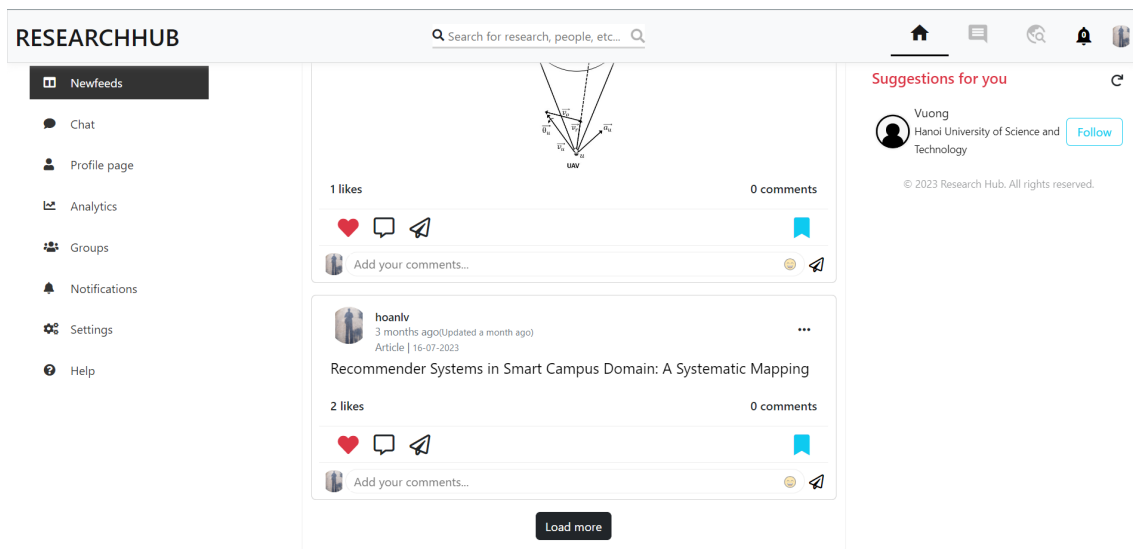 RESEARCHHUB
Search for research, people, etc...
0
Newfeeds
Chat
Profile page
Analytics
Groups
Notifications
Settings
Help
UAV
1 likes
0 comments
Add your comments...
hoanlv
3 months ago(Updated a month ago)
Article | 16-07-2023
Recommender Systems in Smart Campus Domain: A Systematic Mapping
2 likes
0 comments
Add your comments...
Load more
Suggestions for you
Vuong
Hanoi University of Science and
Technology
Follow
© 2023 Research Hub. All rights reserved.